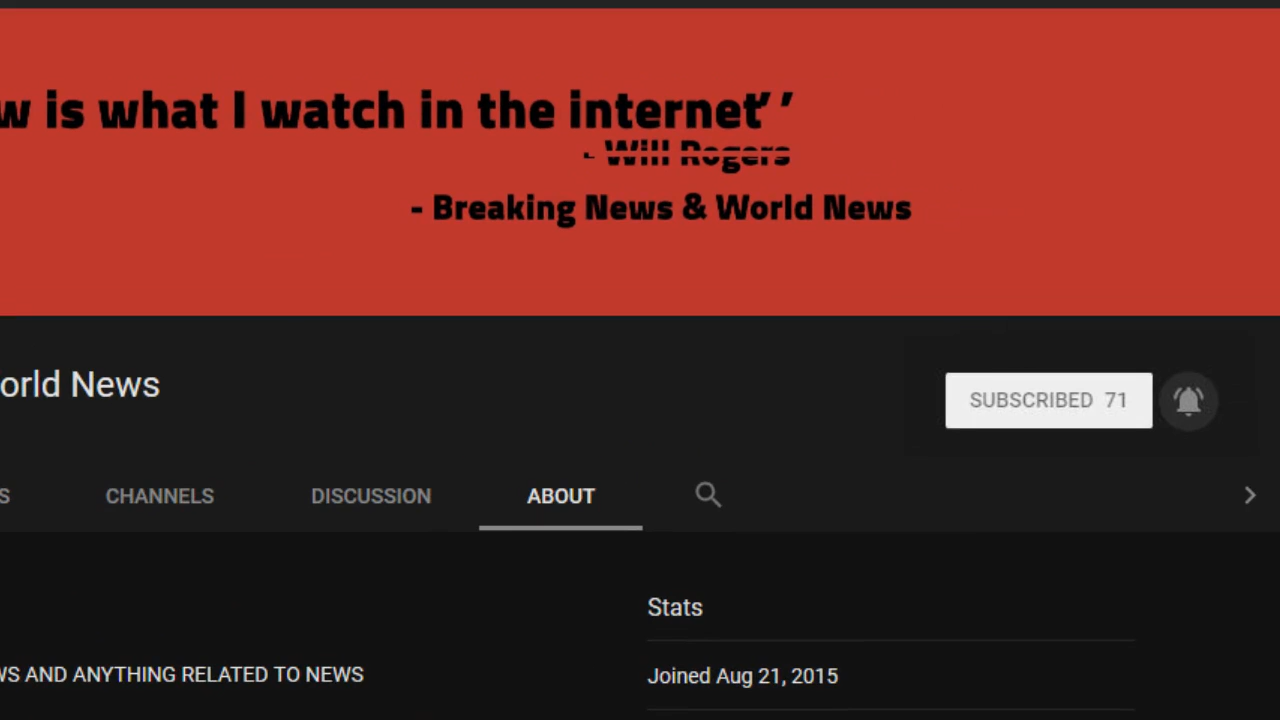 w is what I watch in the internet’’
- Will Rogers
- Breaking News & World News
orld News
SUBSCRIBED 71
S CHANNELS DISCUSSION ABOUT
Stats
WS AND ANYTHING RELATED TO NEWS
Joined Aug 21, 2015